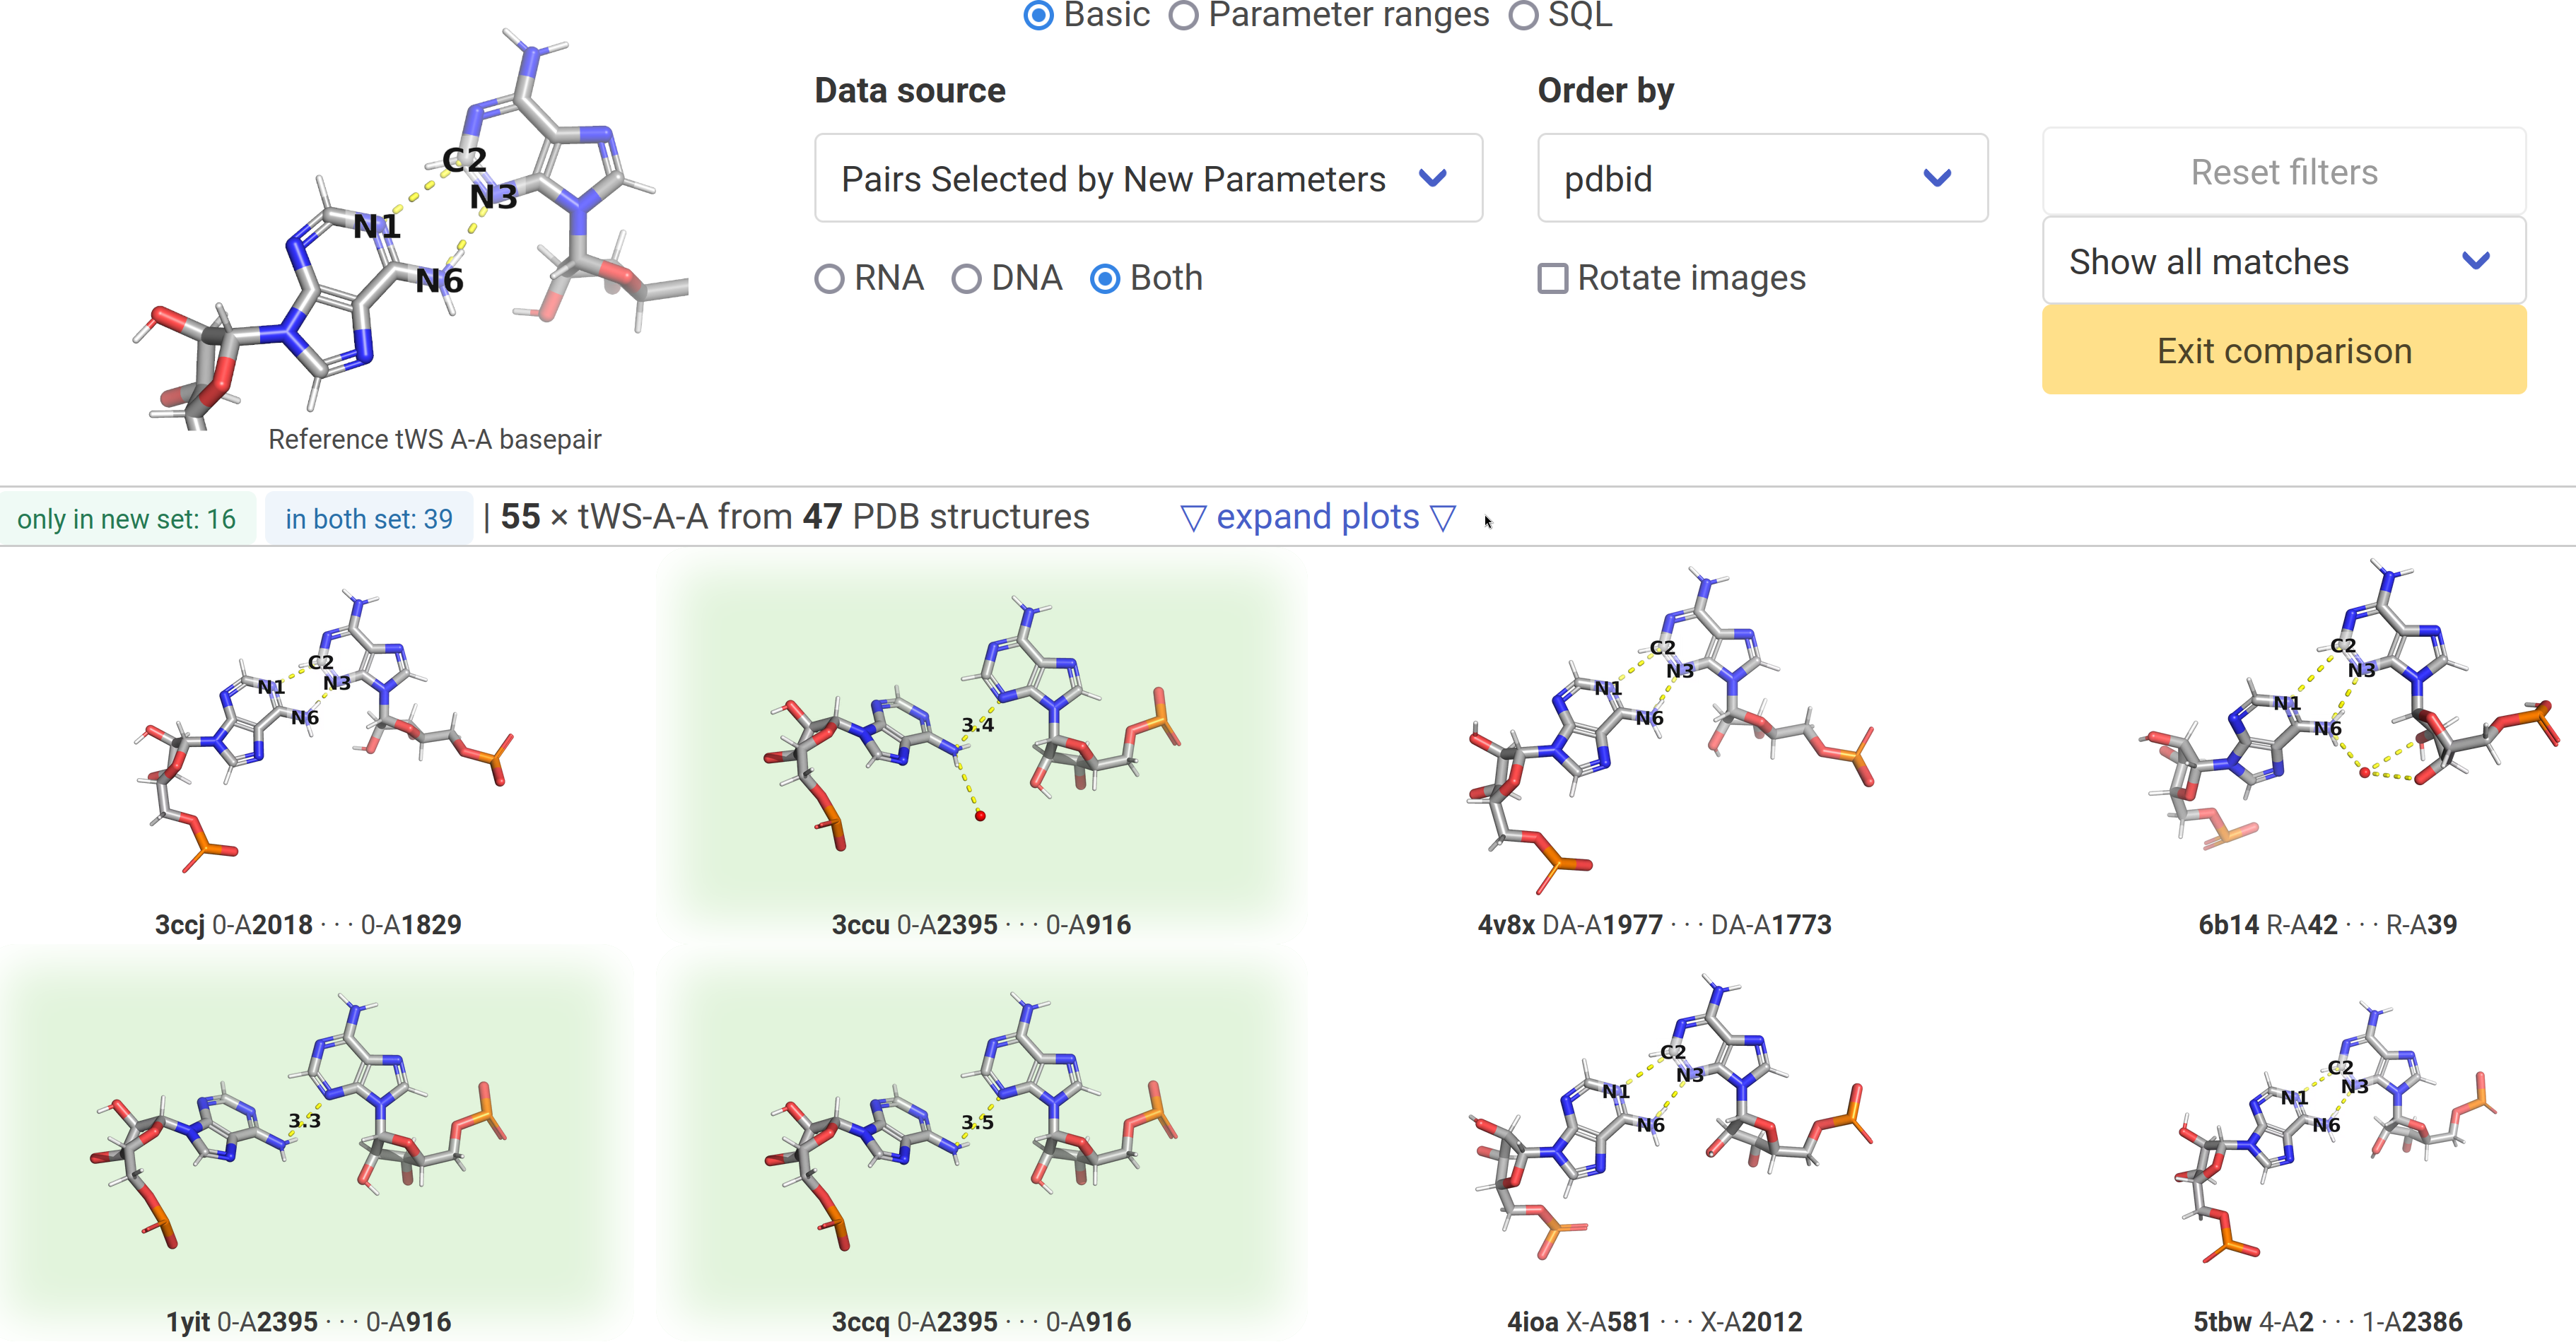 Basic Parameter ranges SQL
Data source
Order by
Pairs Selected by New Parameters
pdbid
Reset filters
Show all matches
Exit comparison
RNA DNA Both
Rotate images
C2
N3
N1
N6
Reference tWS A-A basepair
only in new set: 16 in both set: 39 | 55 × tWS-A-A from 47 PDB structures ▽ expand plots ▽
C2
N3
N1
N6
3ccj 0-A2018 · · · 0-A1829
3.4
3ccu 0-A2395 · · · 0-A916
C2
N3
N1
N6
4v8x DA-A1977 · · · DA-A1773
C2
N3
N1
N6
6b14 R-A42 · · · R-A39
3.3
1yit 0-A2395 · · · 0-A916
3.5
3ccq 0-A2395 · · · 0-A916
C2
N3
N1
N6
4ioa X-A581 · · · X-A2012
C2
N3
N1
N6
5tbw 4-A2 · · · 1-A2386